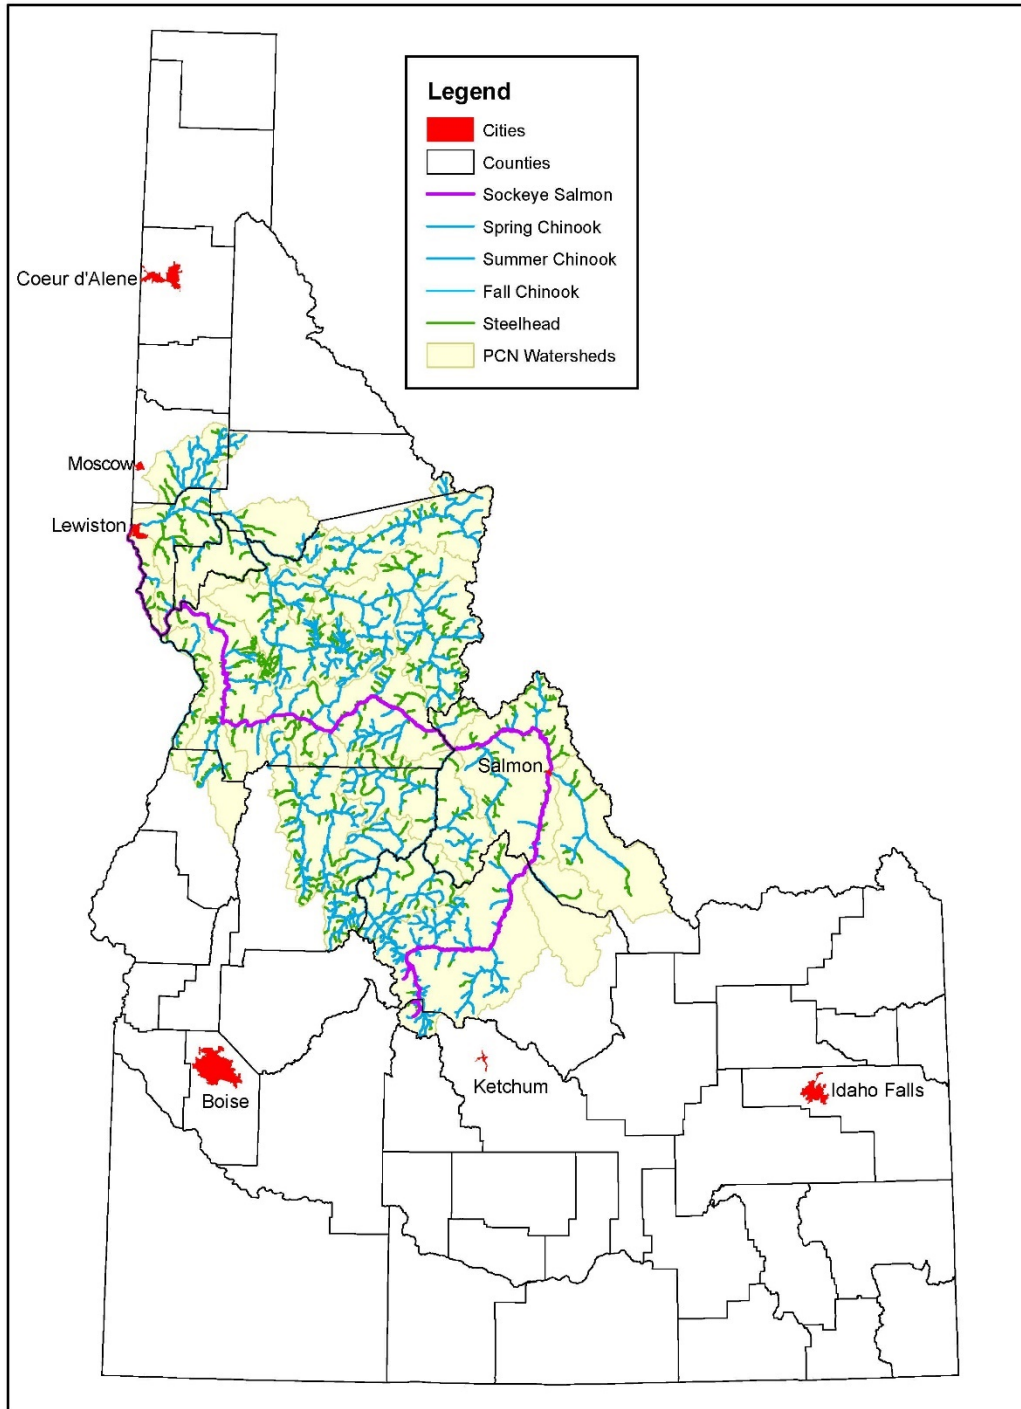 Legend
Cities
Counties
Sockeye Salmon
Spring Chinook
Summer Chinook
Fall Chinook
Steelhead
PCN Watersheds
Coeur d'Alene
Moscow
Lewiston
Salmon
Ketchum
Boise
Idaho Falls